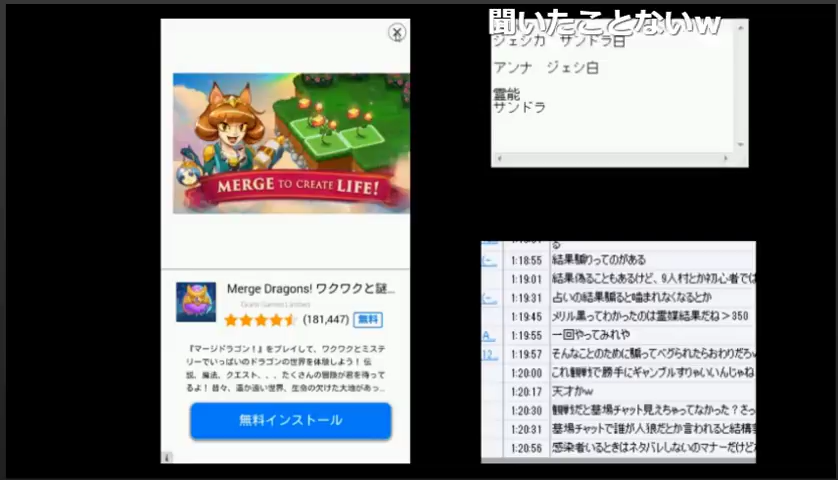 聞いたことないｗ
ジェシカ　サンドラ白
アンナ　ジェシ白
霊能
サンドラ
MERGE TO CREATE LIFE!
Merge Dragons! ワクワクと謎...
(181,447) 無料
『マージドラゴン！』をプレイして、ワクワクとミステ
リーでいっぱいのドラゴンの世界を体験しよう！ 伝
説、魔法、クエスト、、、たくさんの冒険が君を待って
るよ！ 昔々、遥か遠い世界、生命の欠けた大地があっ...
無料インストール
1:18:55 結果騙りってのがある
1:19:01 結果偽ることもあるけど、9人村とか初心者では
1:19:31 占いの結果騙ると噛まれなくなるとか
1:19:45 メリル黒ってわかったのは霊媒結果だね＞350
1:19:55 一回やってみれや
1:19:57 そんなことのために騙ってベグられたらおわりだろw
1:20:00 これ観戦で勝手にギャンブルすりゃいいんじゃね
1:20:17 天才かw
1:20:30 観戦だと墓場チャット見えちゃってなかった？さっ
1:20:31 墓場チャットで誰が人狼だとか言われると結構
1:20:56 感染者いるときはネタバレしないのマナーだけど